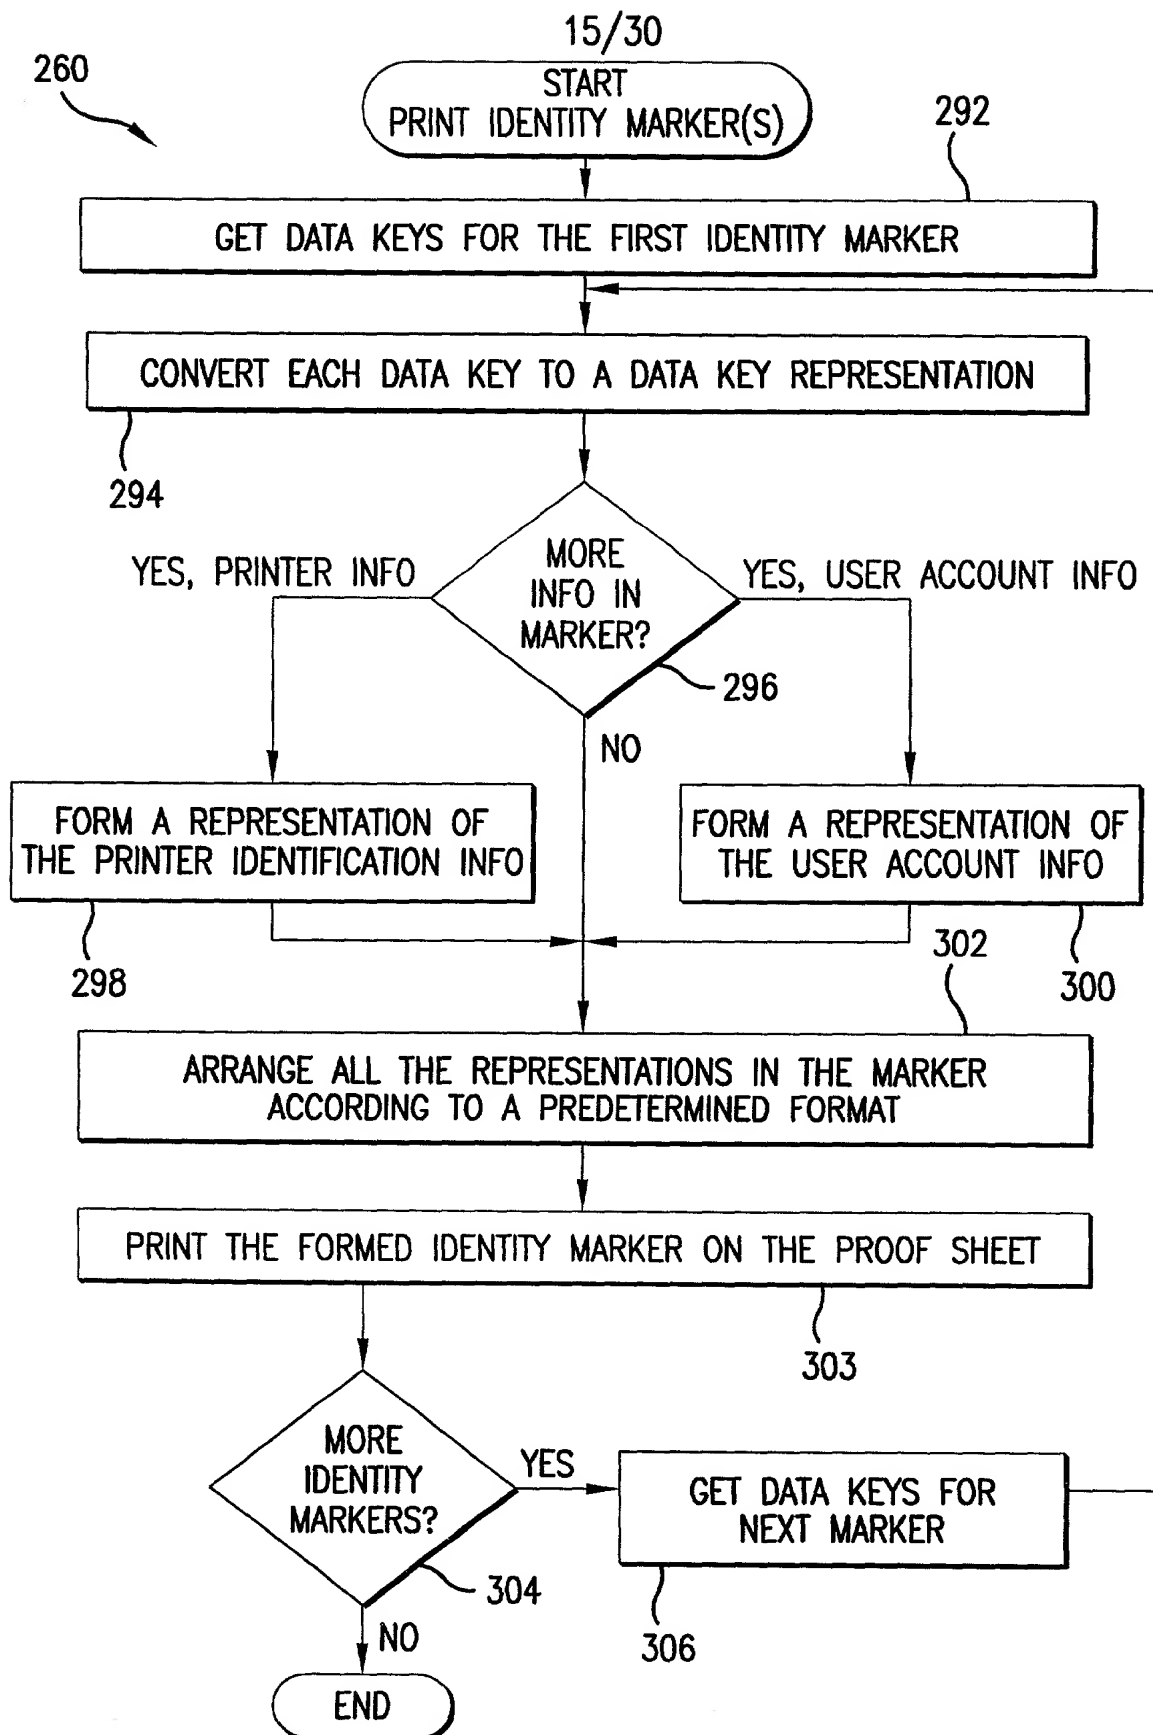 15/30
260
START
PRINT IDENTITY MARKER(S)
292
GET DATA KEYS FOR THE FIRST IDENTITY MARKER
CONVERT EACH DATA KEY TO A DATA KEY REPRESENTATION
294
MORE
INFO IN
MARKER?
YES, PRINTER INFO
YES, USER ACCOUNT INFO
296
NO
FORM A REPRESENTATION OF
THE PRINTER IDENTIFICATION INFO
FORM A REPRESENTATION OF
THE USER ACCOUNT INFO
298
300
302
ARRANGE ALL THE REPRESENTATIONS IN THE MARKER
ACCORDING TO A PREDETERMINED FORMAT
PRINT THE FORMED IDENTITY MARKER ON THE PROOF SHEET
303
MORE
IDENTITY
MARKERS?
YES
GET DATA KEYS FOR
NEXT MARKER
304
306
NO
END